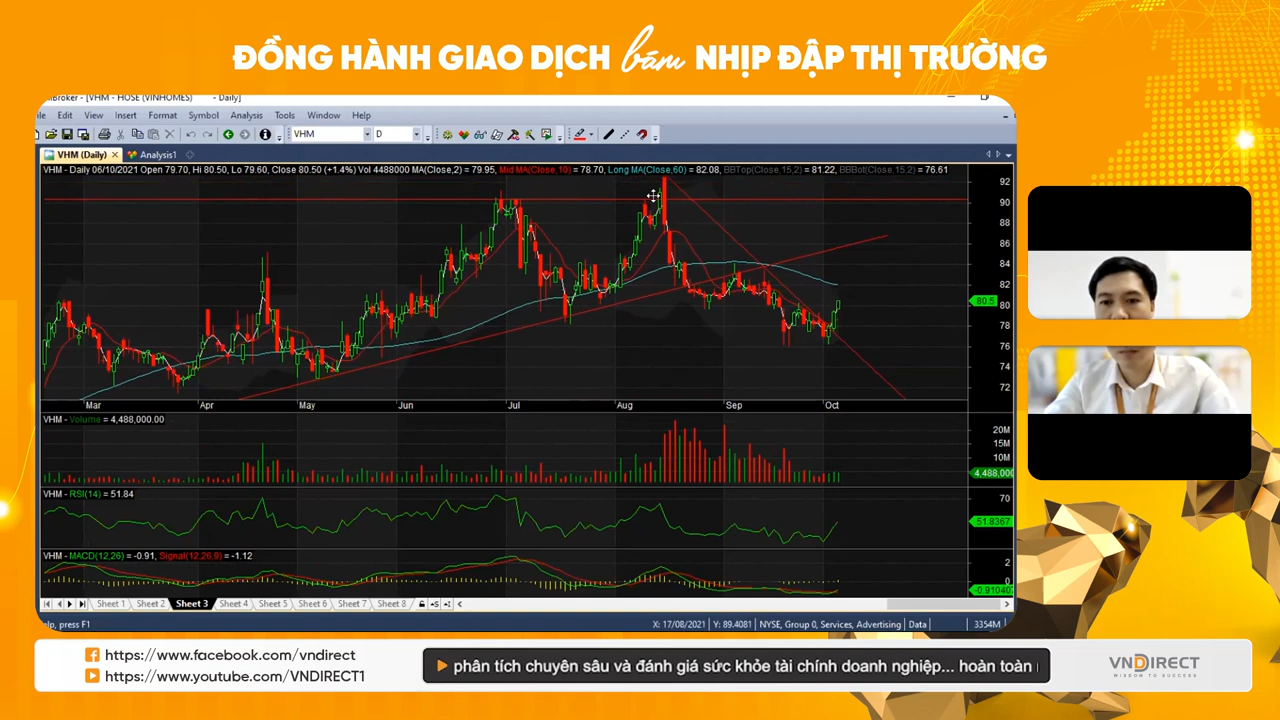 ĐỒNG HÀNH GIAO DỊCH bám NHỊP ĐẬP THỊ TRƯỜNG
Broker - [VHM - HOSE (VINHOMES) - Daily]
Edit View Insert Format Symbol Analysis Tools Window Help
VHM D
VHM (Daily) Analysis1
VHM - Daily 06/10/2021 Open 79.70, Hi 80.50, Lo 79.60, Close 80.50 (+1.4%) Vol 4488000 MA(Close,2) = 79.95, Mid MA(Close,10) = 78.70, Long MA(Close,60) = 82.08, BBTop(Close,15,2) = 81.22, BBBot(Close,15,2) = 76.61
92
90
88
86
84
82
80.5
80
78
76
74
72
Mar Apr May Jun Jul Aug Sep Oct
VHM - Volume = 4,488,000.00
20M
15M
10M
4,488,000
VHM - RSI(14) = 51.84
70
51.8367
VHM - MACD(12,26) = -0.91, Signal(12,26,9) = -1.12
2
0
-0.91040
Sheet 1 Sheet 2 Sheet 3 Sheet 4 Sheet 5 Sheet 6 Sheet 7 Sheet 8
press F1
X: 17/08/2021 Y: 89.4081 NYSE, Group 0, Services, Advertising Data 3354M
https://www.facebook.com/vndirect
https://www.youtube.com/VNDIRECT1
phân tích chuyên sâu và đánh giá sức khỏe tài chính doanh nghiệp... hoàn toàn
VNDIRECT
WISDOM TO SUCCESS